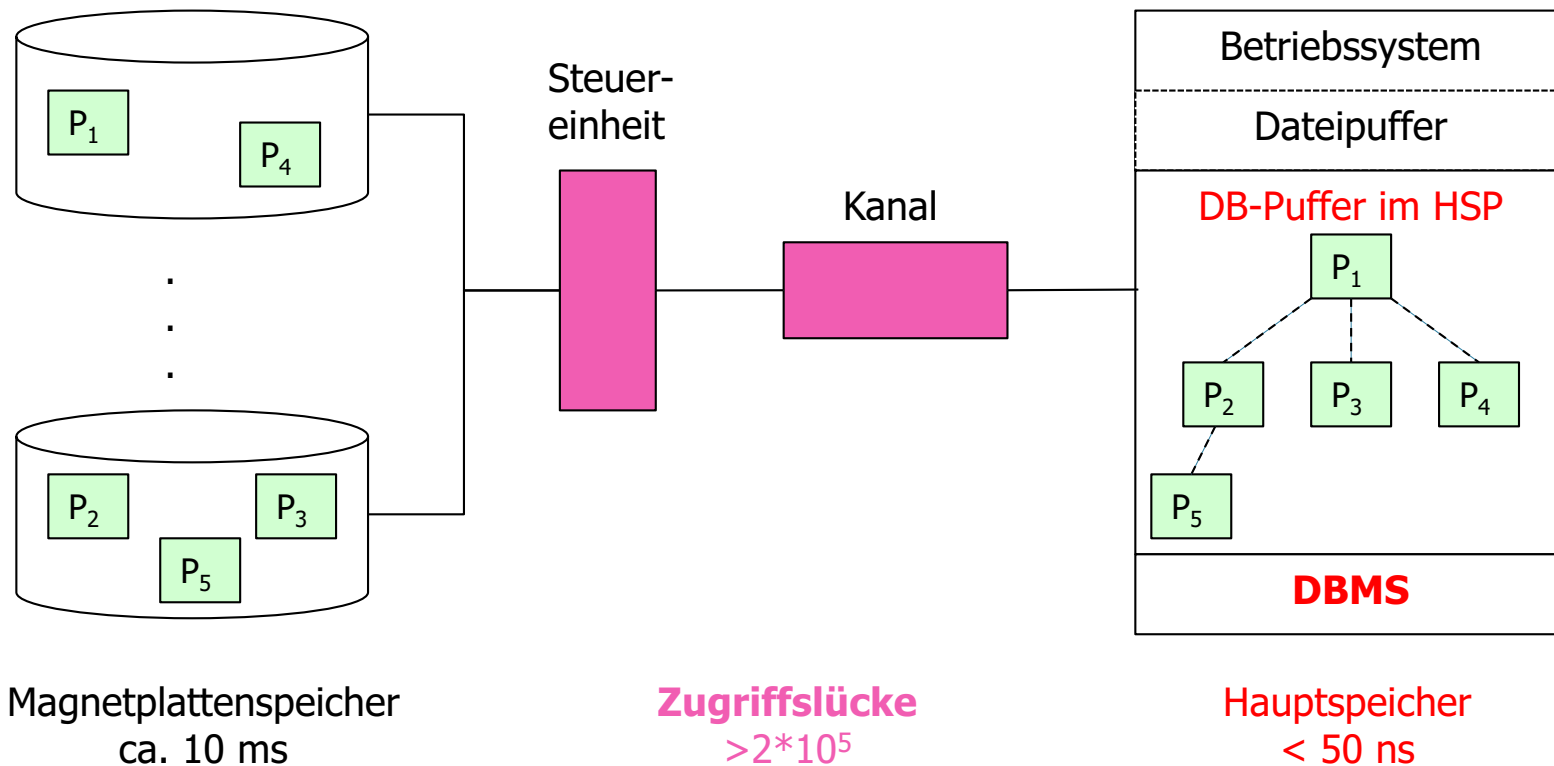 P₁
P₄
.
.
.
P₂
P₃
P₅
Magnetplattenspeicher
ca. 10 ms
Steuer-
einheit
Kanal
Zugriffslücke
>2*10⁵
Betriebssystem
Dateipuffer
DB-Puffer im HSP
P₁
P₂ P₃ P₄
P₅
DBMS
Hauptspeicher
< 50 ns